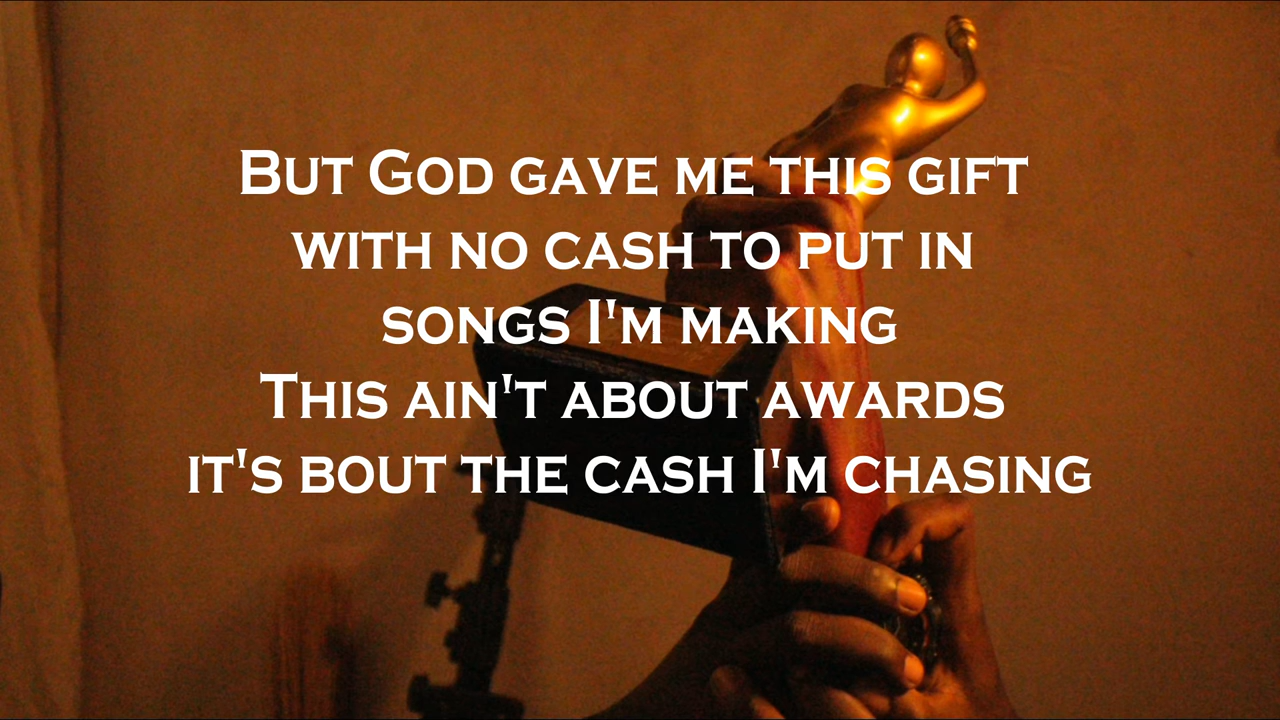 But God gave me this gift
with no cash to put in
songs I'm making
This ain't about awards
it's bout the cash I'm chasing